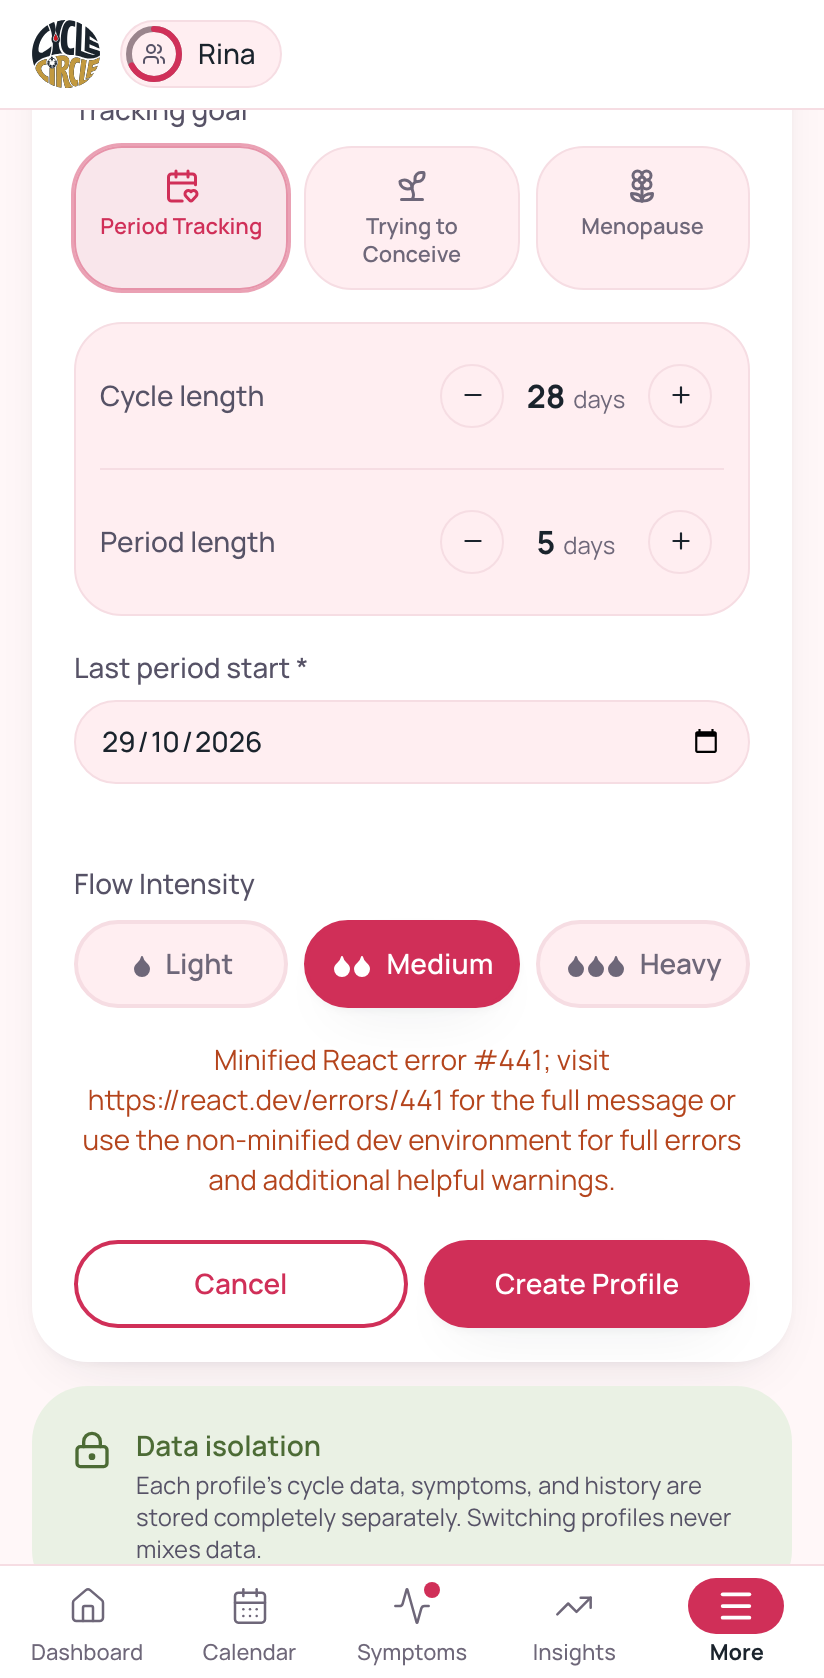 CYCLE
CIRCLE
Rina
Tracking goal
Period Tracking
Trying to
Conceive
Menopause
Cycle length
− 28 days +
Period length
− 5 days +
Last period start *
29/10/2026
Flow Intensity
Light
Medium
Heavy
Minified React error #441; visit
https://react.dev/errors/441 for the full message or
use the non-minified dev environment for full errors
and additional helpful warnings.
Cancel
Create Profile
Data isolation
Each profile's cycle data, symptoms, and history are
stored completely separately. Switching profiles never
mixes data.
Dashboard
Calendar
Symptoms
Insights
More